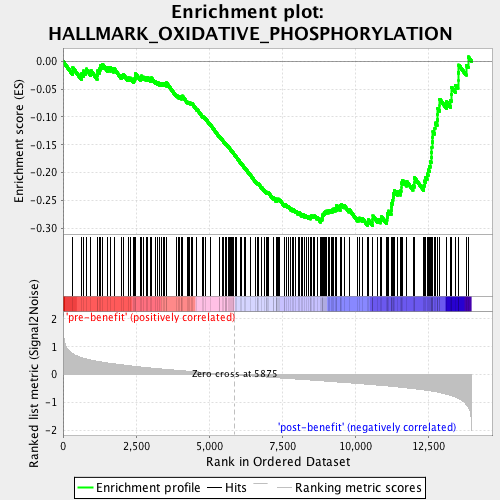 Enrichment plot:
HALLMARK_OXIDATIVE_PHOSPHORYLATION
Enrichment score (ES)
0.00
-0.05
-0.10
-0.15
-0.20
-0.25
-0.30
Ranked list metric (Signal2Noise)
2
1
0
-1
-2
'pre-benefit' (positively correlated)
Zero cross at 5875
'post-benefit' (negatively correlated)
0
2,500
5,000
7,500
10,000
12,500
Rank in Ordered Dataset
Enrichment profile
Hits
Ranking metric scores